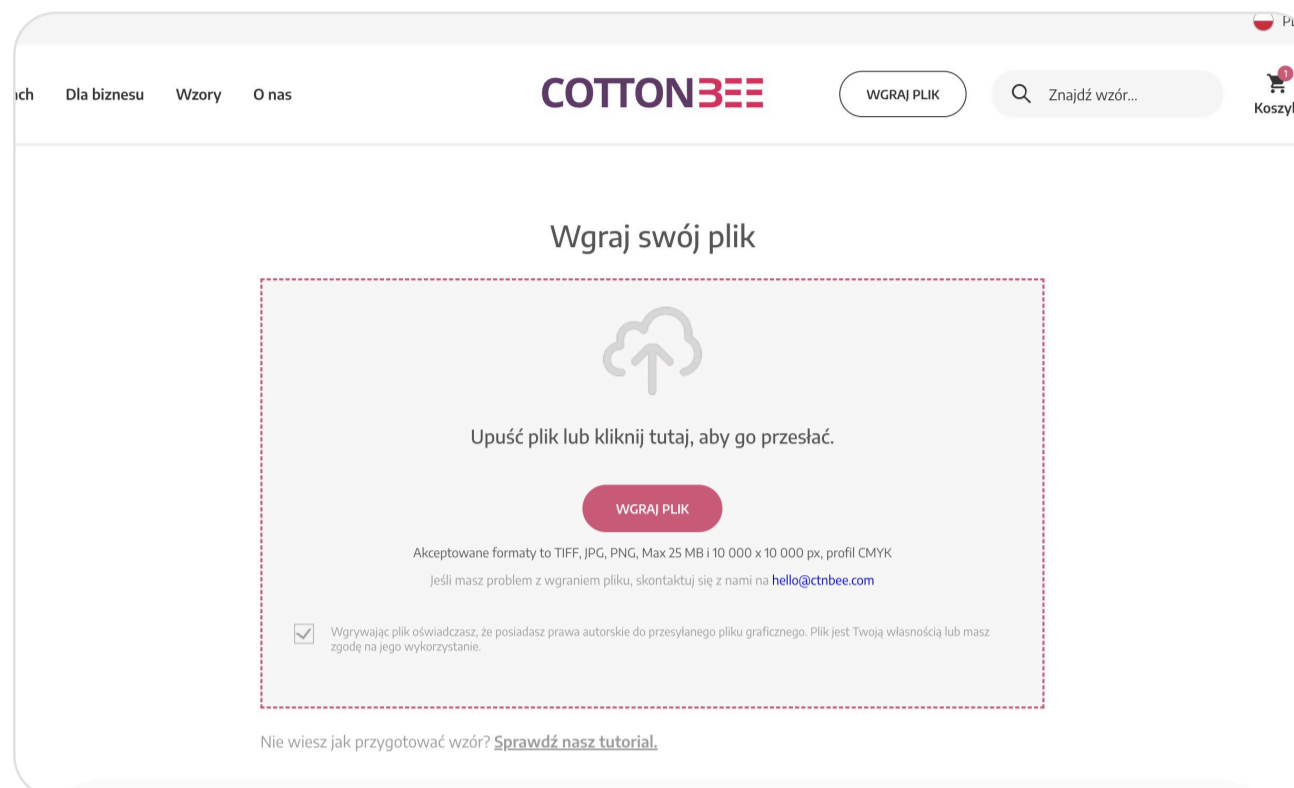 Dla biznesu Wzory O nas COTTONBEE WGRAJ PLIK Znajdź wzór... 1
Wgraj swój plik
Upuść plik lub kliknij tutaj, aby go przesłać.
WGRAJ PLIK
Akceptowane formaty to TIFF, JPG, PNG, Max 25 MB i 10 000 x 10 000 px, profil CMYK
Jeśli masz problem z wgraniem pliku, skontaktuj się z nami na hello@ctnbee.com
Wgrywając plik oświadczasz, że posiadasz prawa autorskie do przesyłanego pliku graficznego. Plik jest Twoją własnością lub masz
zgodę na jego wykorzystanie.
Nie wiesz jak przygotować wzór? Sprawdź nasz tutorial.